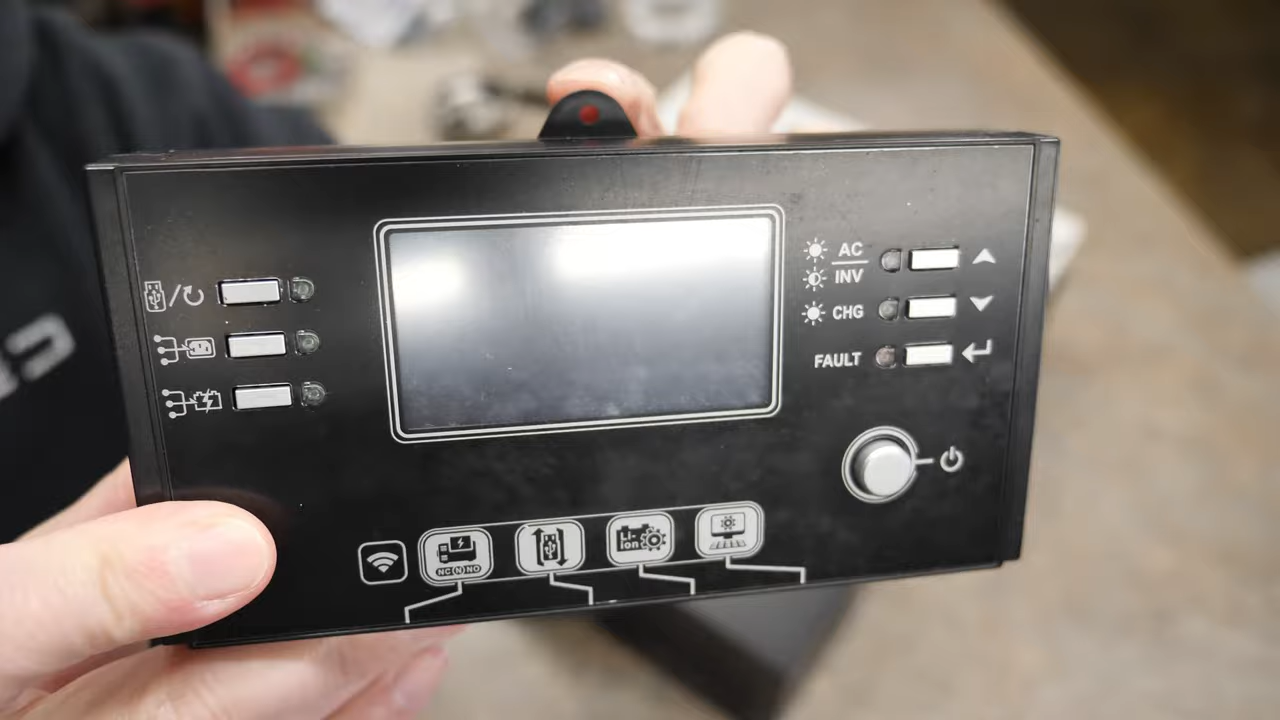 AC
INV
CHG
FAULT
NC(N)NO
Li-
ion